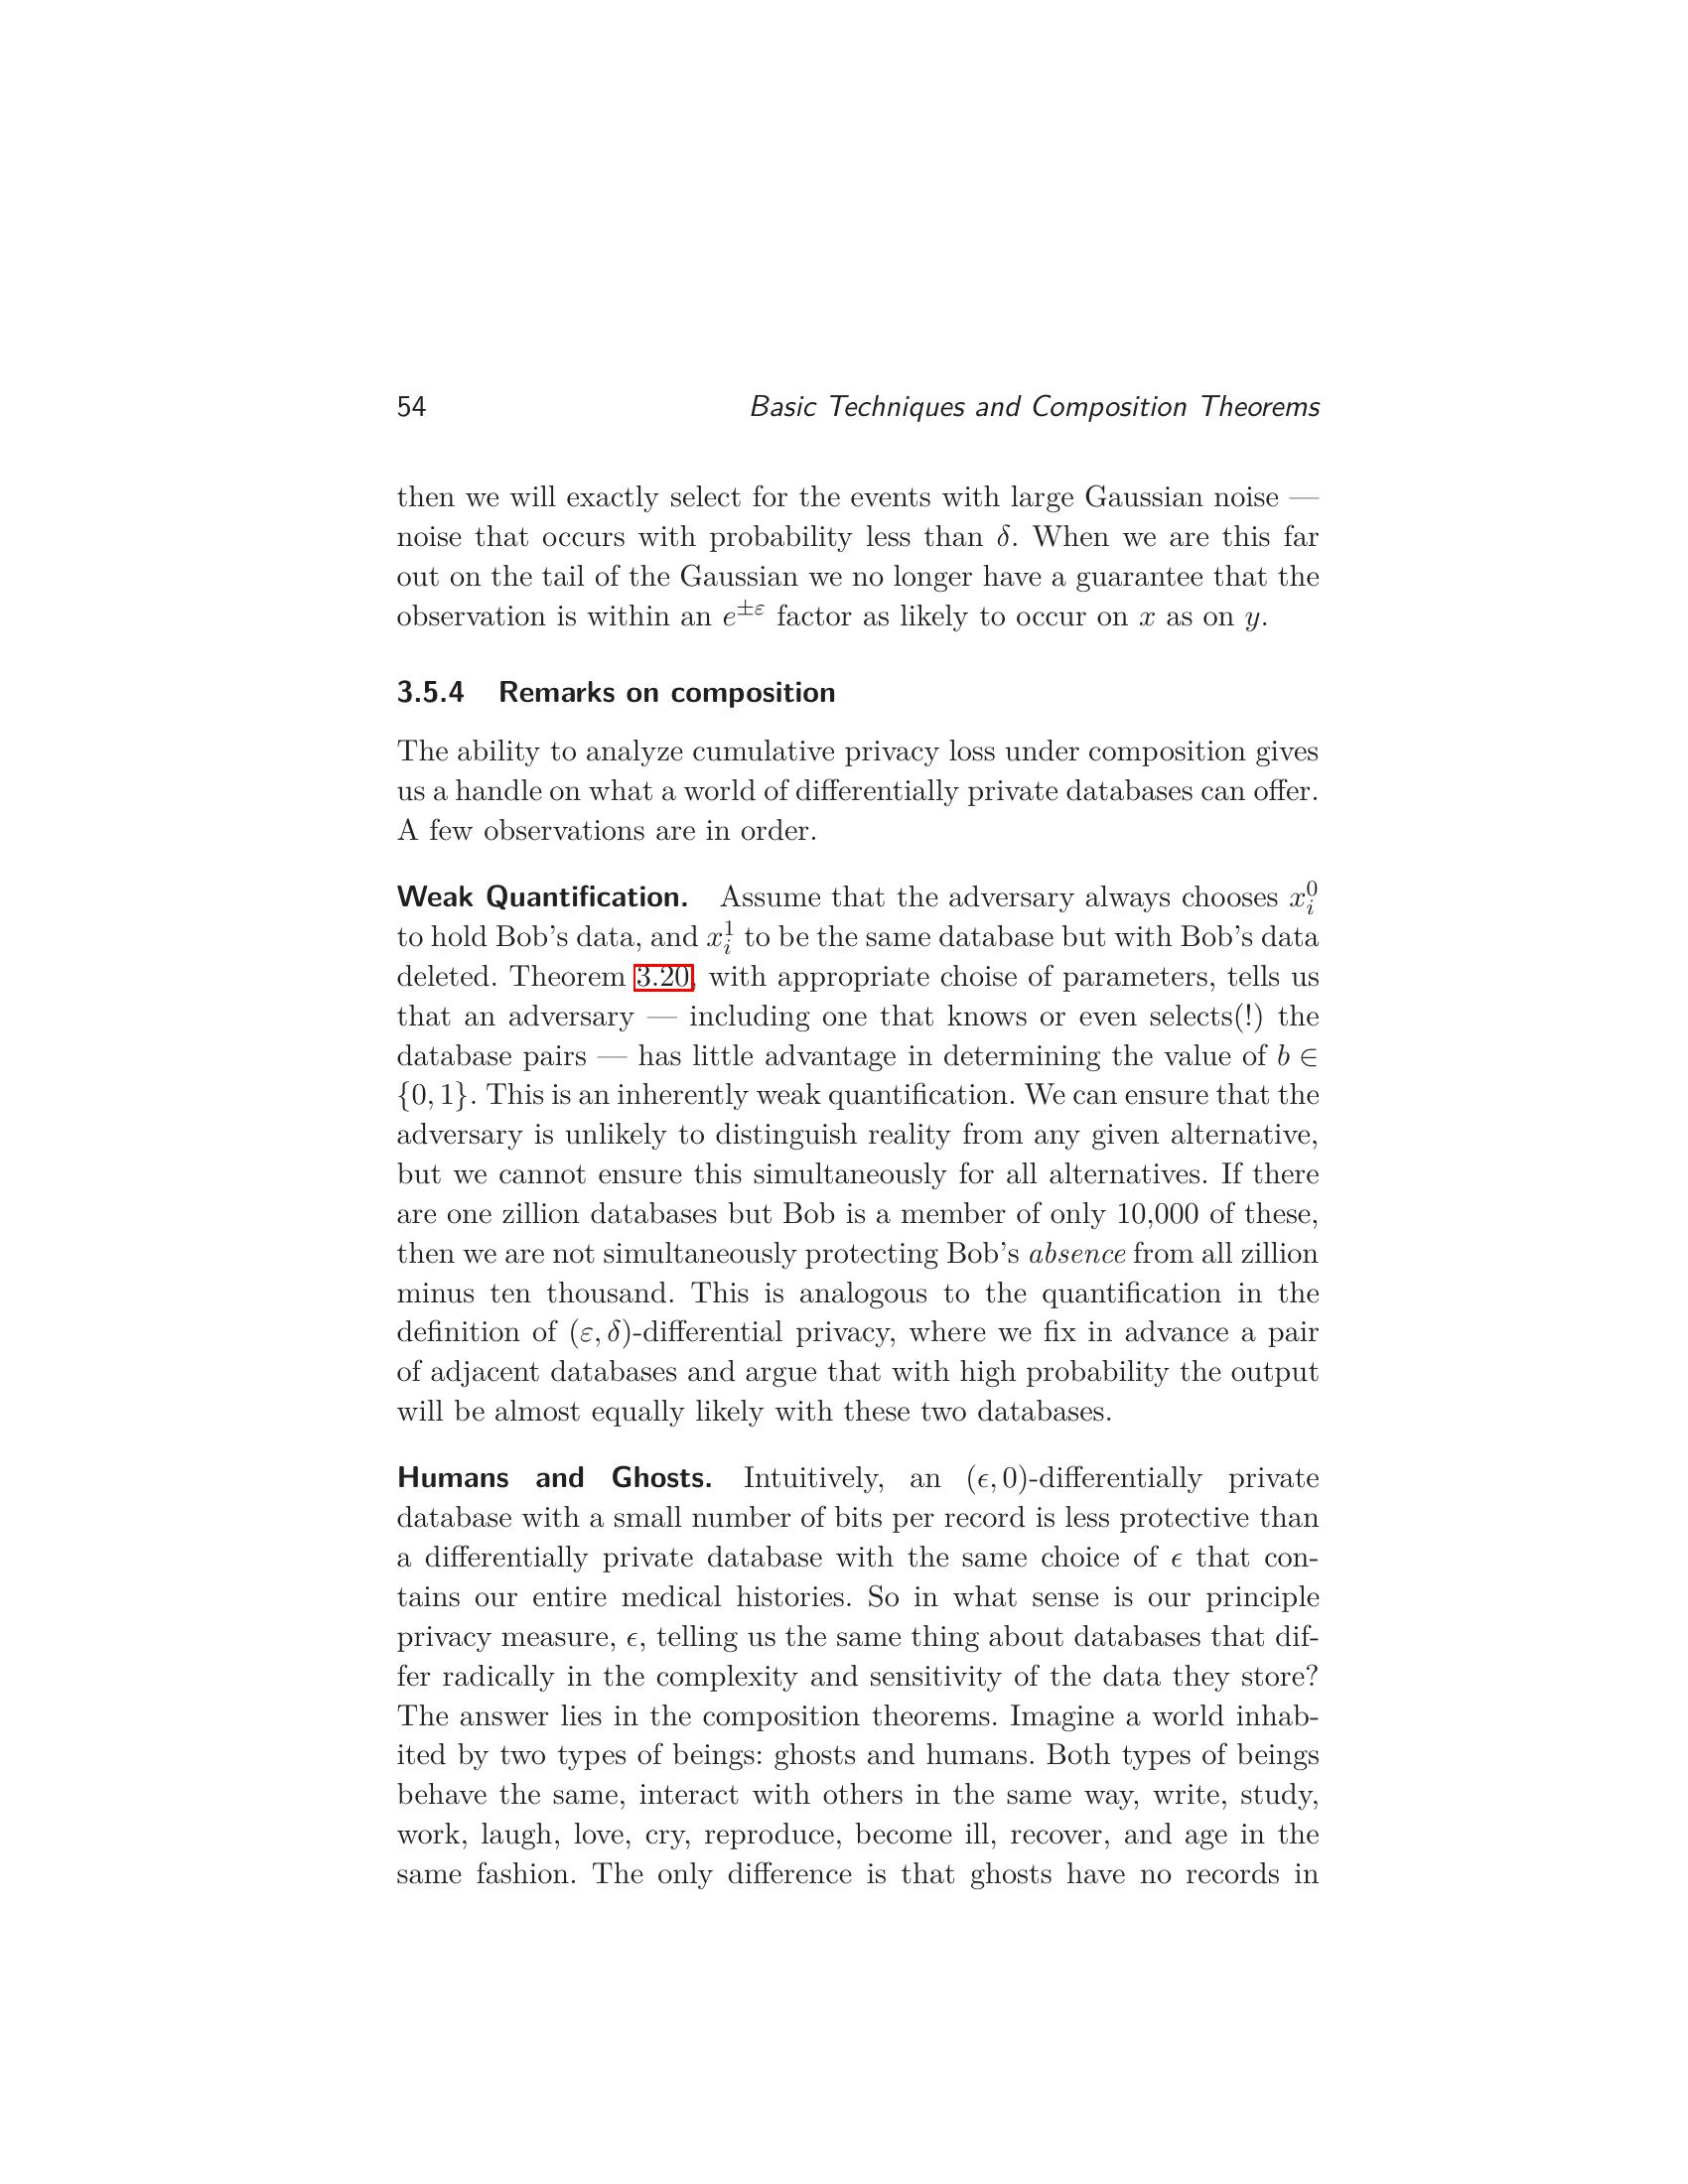 54 Basic Techniques and Composition Theorems
then we will exactly select for the events with large Gaussian noise —
noise that occurs with probability less than δ. When we are this far
out on the tail of the Gaussian we no longer have a guarantee that the
observation is within an e^{±ε} factor as likely to occur on x as on y.
3.5.4 Remarks on composition
The ability to analyze cumulative privacy loss under composition gives
us a handle on what a world of differentially private databases can offer.
A few observations are in order.
Weak Quantification. Assume that the adversary always chooses x_i^0
to hold Bob's data, and x_i^1 to be the same database but with Bob's data
deleted. Theorem 3.20, with appropriate choise of parameters, tells us
that an adversary — including one that knows or even selects(!) the
database pairs — has little advantage in determining the value of b ∈
{0, 1}. This is an inherently weak quantification. We can ensure that the
adversary is unlikely to distinguish reality from any given alternative,
but we cannot ensure this simultaneously for all alternatives. If there
are one zillion databases but Bob is a member of only 10,000 of these,
then we are not simultaneously protecting Bob's absence from all zillion
minus ten thousand. This is analogous to the quantification in the
definition of (ε, δ)-differential privacy, where we fix in advance a pair
of adjacent databases and argue that with high probability the output
will be almost equally likely with these two databases.
Humans and Ghosts. Intuitively, an (ϵ, 0)-differentially private
database with a small number of bits per record is less protective than
a differentially private database with the same choice of ϵ that con-
tains our entire medical histories. So in what sense is our principle
privacy measure, ϵ, telling us the same thing about databases that dif-
fer radically in the complexity and sensitivity of the data they store?
The answer lies in the composition theorems. Imagine a world inhab-
ited by two types of beings: ghosts and humans. Both types of beings
behave the same, interact with others in the same way, write, study,
work, laugh, love, cry, reproduce, become ill, recover, and age in the
same fashion. The only difference is that ghosts have no records in